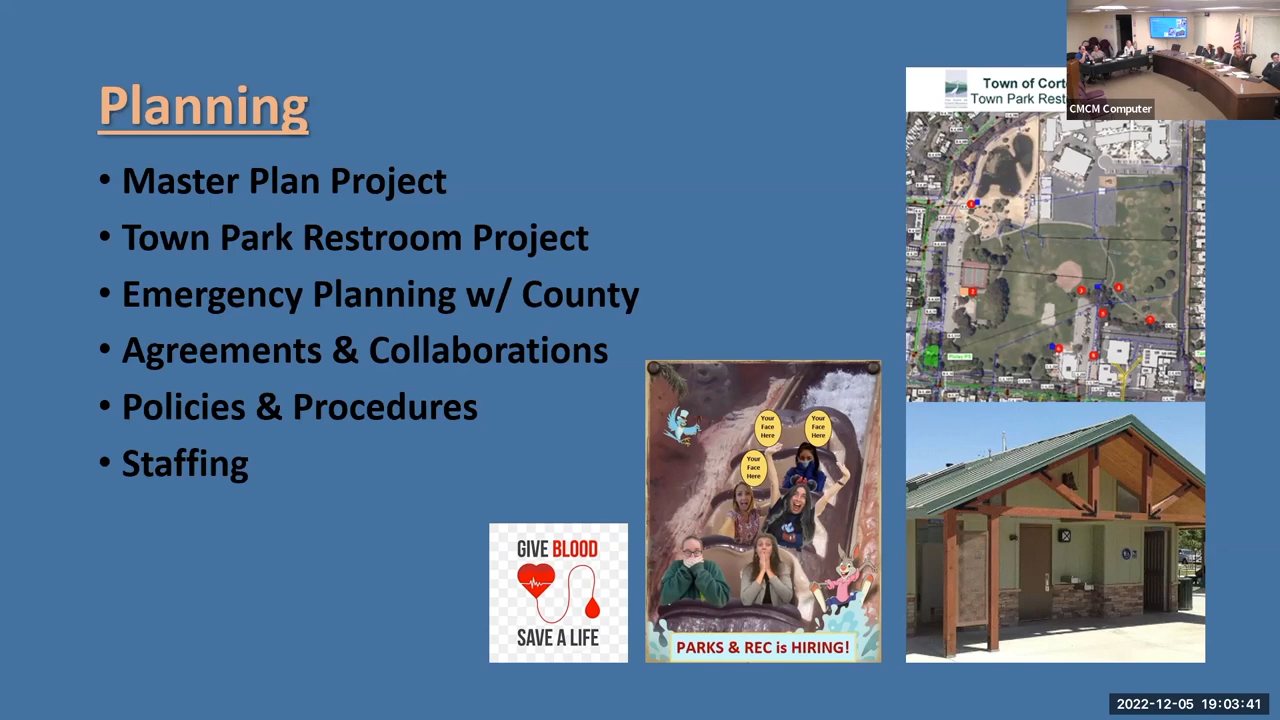 Planning
• Master Plan Project
• Town Park Restroom Project
• Emergency Planning w/ County
• Agreements & Collaborations
• Policies & Procedures
• Staffing
GIVE BLOOD
SAVE A LIFE
Your
Face
Here
Your
Face
Here
Your
Face
Here
PARKS & REC is HIRING!
Town of
Town Park
CMCM Computer
2022-12-05 19:03:41